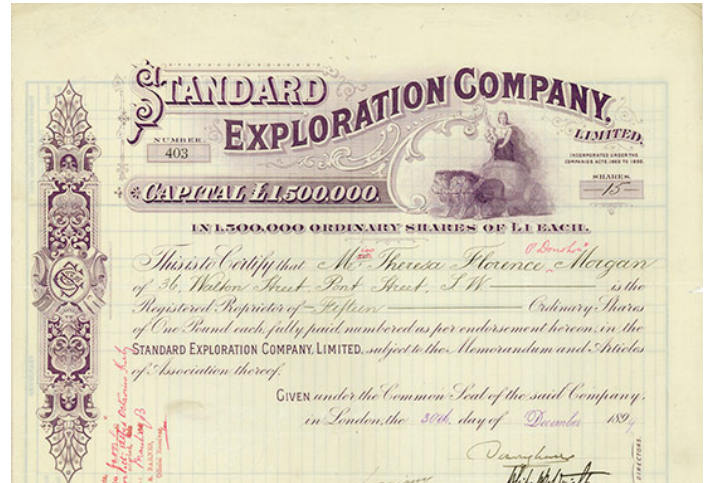 STANDARD
EXPLORATION COMPANY,
LIMITED.
INCORPORATED UNDER THE
COMPANIES ACTS, 1862 TO 1890.
NUMBER.
403
SHARES
15
CAPITAL £1,500,000.
IN 1,500,000 ORDINARY SHARES OF £1 EACH.
O'Donohoe
This is to Certify that Theresa Florence Morgan
of 36, Walton Street, Pont Street, S.W. is the
Registered Proprietor of Fifteen Ordinary Shares
of One Pound each, fully paid, numbered as per endorsement hereon, in the
STANDARD EXPLORATION COMPANY, LIMITED, subject to the Memorandum and Articles
of Association thereof.
GIVEN under the Common Seal of the said Company,
in London, the 30th day of December 1899
DIRECTORS.